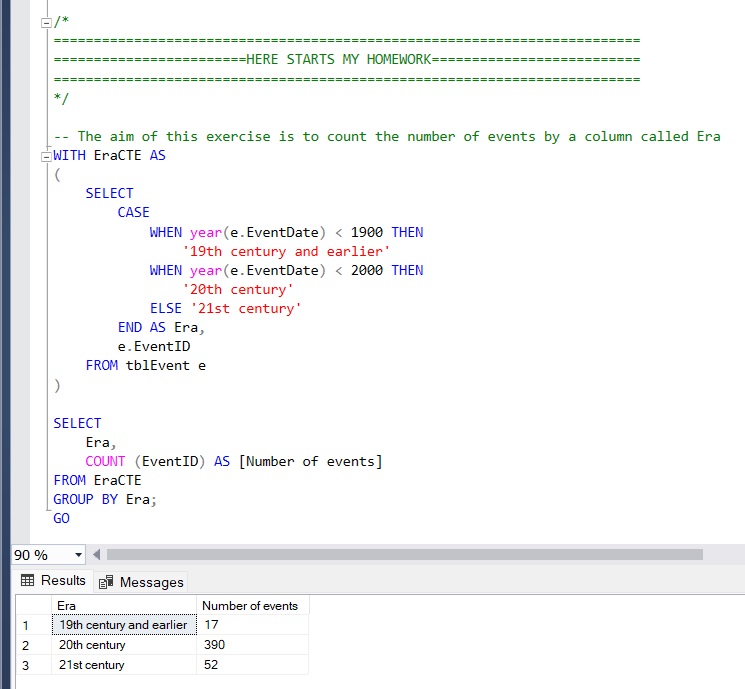 /*
=========================================================================
========================HERE STARTS MY HOMEWORK==========================
=========================================================================
*/
-- The aim of this exercise is to count the number of events by a column called Era
WITH EraCTE AS
(
SELECT
CASE
WHEN year(e.EventDate) < 1900 THEN
'19th century and earlier'
WHEN year(e.EventDate) < 2000 THEN
'20th century'
ELSE '21st century'
END AS Era,
e.EventID
FROM tblEvent e
)
SELECT
Era,
COUNT (EventID) AS [Number of events]
FROM EraCTE
GROUP BY Era;
GO
90 %
Results Messages
Era Number of events
1 19th century and earlier 17
2 20th century 390
3 21st century 52